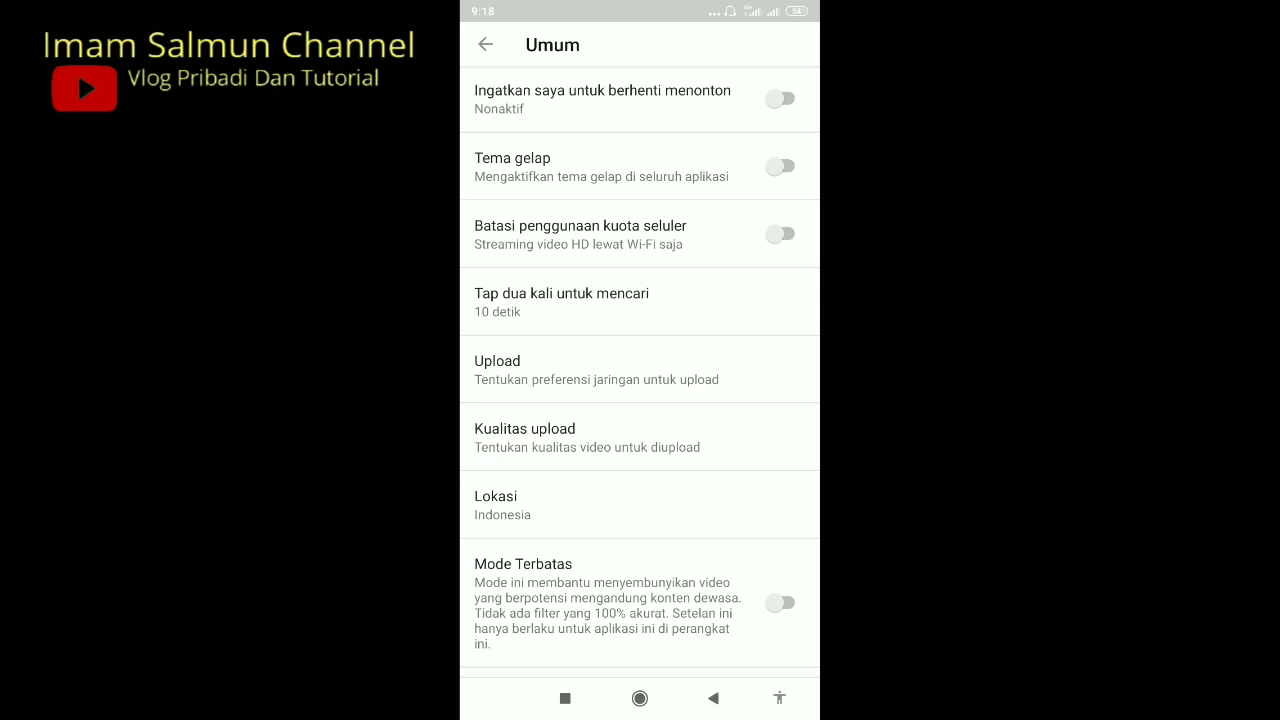 Imam Salmun Channel
Vlog Pribadi Dan Tutorial
9:18
4G+
54
Umum
Ingatkan saya untuk berhenti menonton
Nonaktif
Tema gelap
Mengaktifkan tema gelap di seluruh aplikasi
Batasi penggunaan kuota seluler
Streaming video HD lewat Wi-Fi saja
Tap dua kali untuk mencari
10 detik
Upload
Tentukan preferensi jaringan untuk upload
Kualitas upload
Tentukan kualitas video untuk diupload
Lokasi
Indonesia
Mode Terbatas
Mode ini membantu menyembunyikan video
yang berpotensi mengandung konten dewasa.
Tidak ada filter yang 100% akurat. Setelan ini
hanya berlaku untuk aplikasi ini di perangkat
ini.